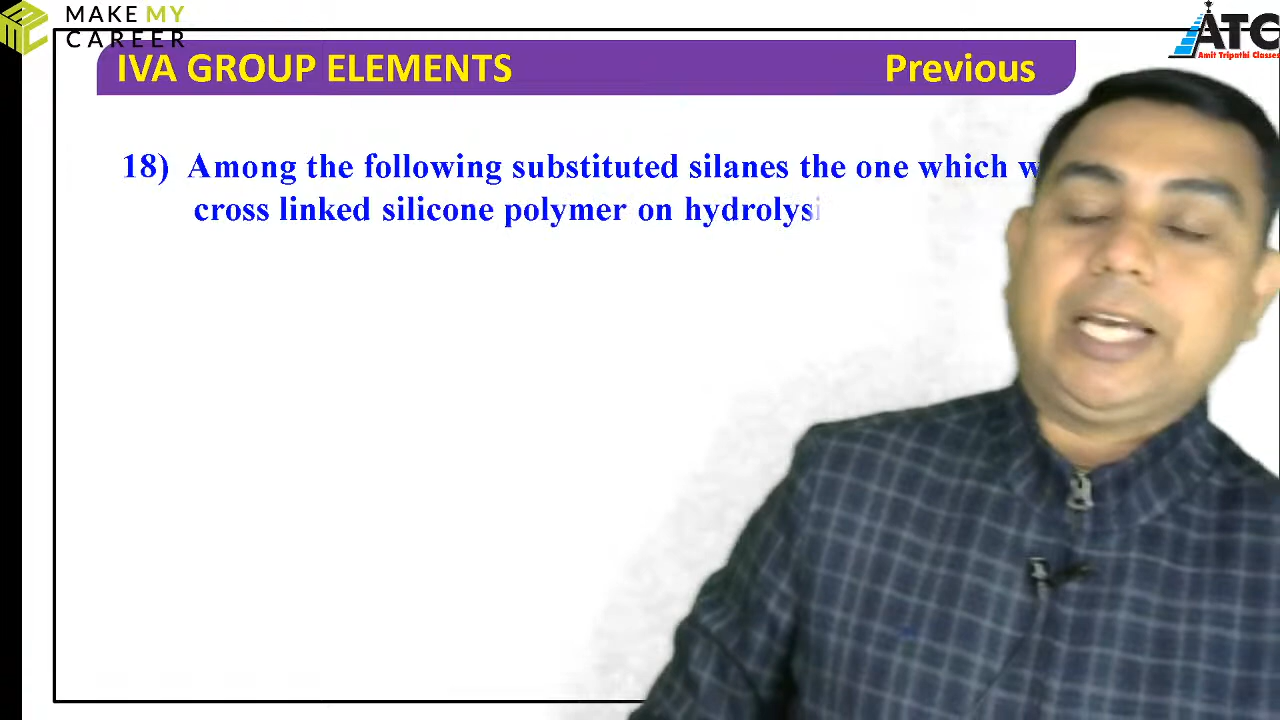 MAKE MY
CAREER
ATC
Amit Tripathi Classes
IVA GROUP ELEMENTS
Previous
18) Among the following substituted silanes the one which
cross linked silicone polymer on hydrolysi